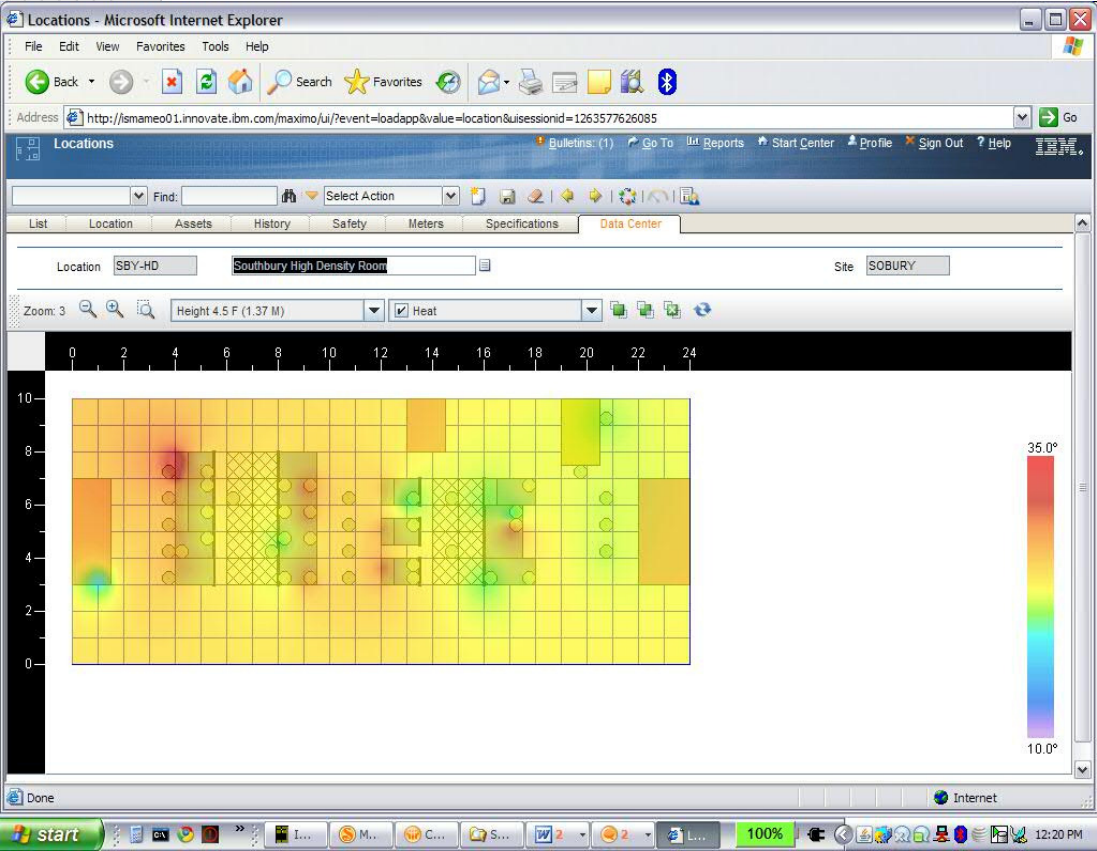 Locations - Microsoft Internet Explorer
File Edit View Favorites Tools Help
Back Search Favorites
Address http://ismameo01.innovate.ibm.com/maximo/ui/?event=loadapp&value=location&uisessionid=1263577626085 Go
Locations Bulletins: (1) Go To Reports Start Center Profile Sign Out ? Help IBM.
Find: Select Action
List Location Assets History Safety Meters Specifications Data Center
Location SBY-HD Southbury High Density Room Site SOBURY
Zoom: 3 Height 4.5 F (1.37 M) Heat
0 2 4 6 8 10 12 14 16 18 20 22 24
10
8
6
4
2
0
35.0°
10.0°
Done Internet
start » I... M.. C... S... 2 2 L... 100% 12:20 PM